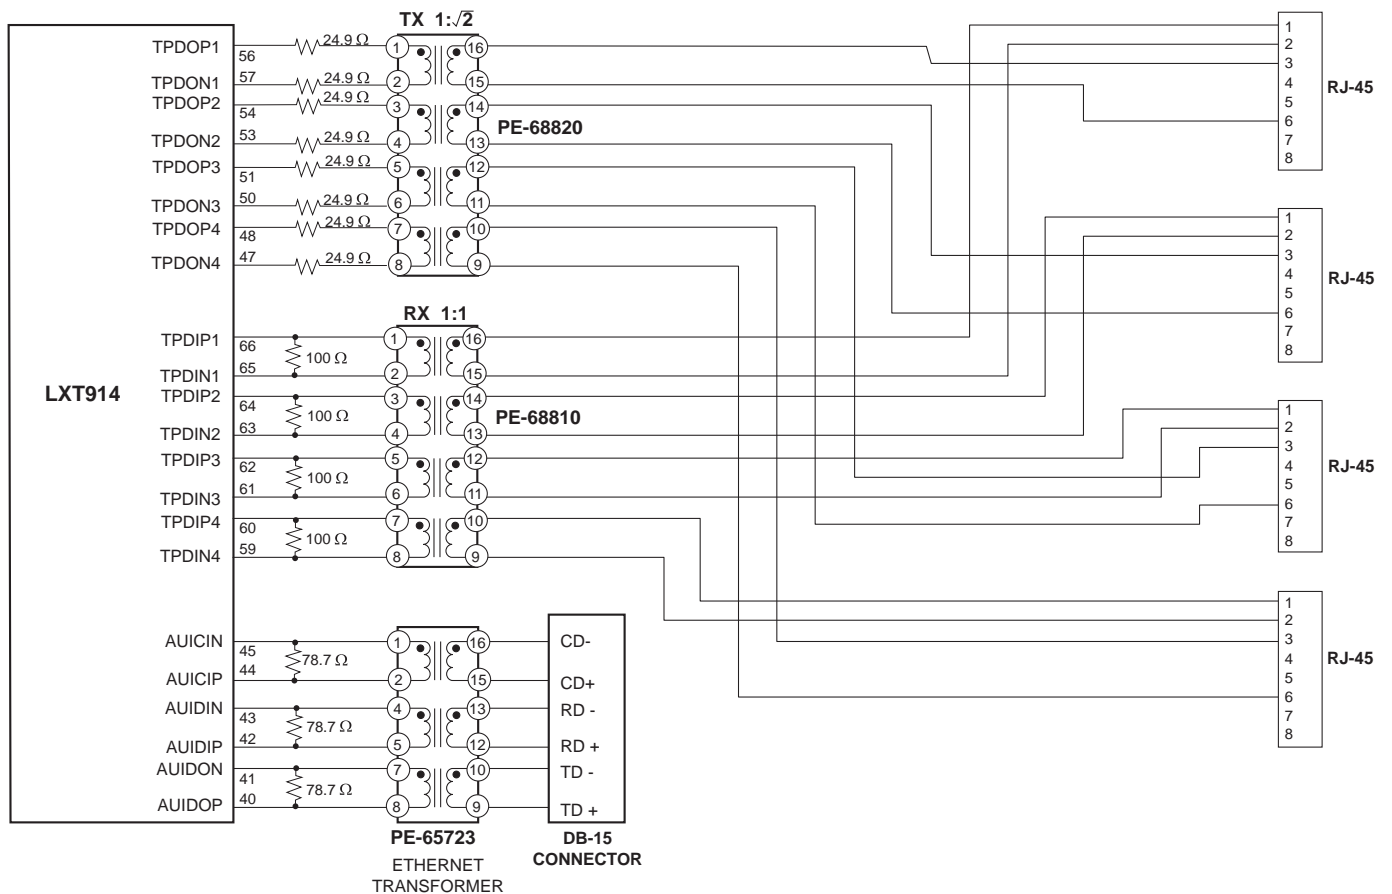 LXT914
TX 1:√2
TPDOP1 56 24.9 Ω 1 16
TPDON1 57 24.9 Ω 2 15
TPDOP2 54 24.9 Ω 3 14
PE-68820
TPDON2 53 24.9 Ω 4 13
TPDOP3 51 24.9 Ω 5 12
TPDON3 50 24.9 Ω 6 11
TPDOP4 48 24.9 Ω 7 10
TPDON4 47 24.9 Ω 8 9
RX 1:1
TPDIP1 66 1 16
100 Ω
TPDIN1 65 2 15
TPDIP2 64 3 14
100 Ω
PE-68810
TPDIN2 63 4 13
TPDIP3 62 5 12
100 Ω
TPDIN3 61 6 11
TPDIP4 60 7 10
100 Ω
TPDIN4 59 8 9
AUICIN 45 1 16 CD-
78.7 Ω
AUICIP 44 2 15 CD+
AUIDIN 43 4 13 RD -
78.7 Ω
AUIDIP 42 5 12 RD +
AUIDON 41 7 10 TD -
78.7 Ω
AUIDOP 40 8 9 TD +
PE-65723
ETHERNET
TRANSFORMER
DB-15
CONNECTOR
1
2
3
4
5
6
7
8
RJ-45
1
2
3
4
5
6
7
8
RJ-45
1
2
3
4
5
6
7
8
RJ-45
1
2
3
4
5
6
7
8
RJ-45